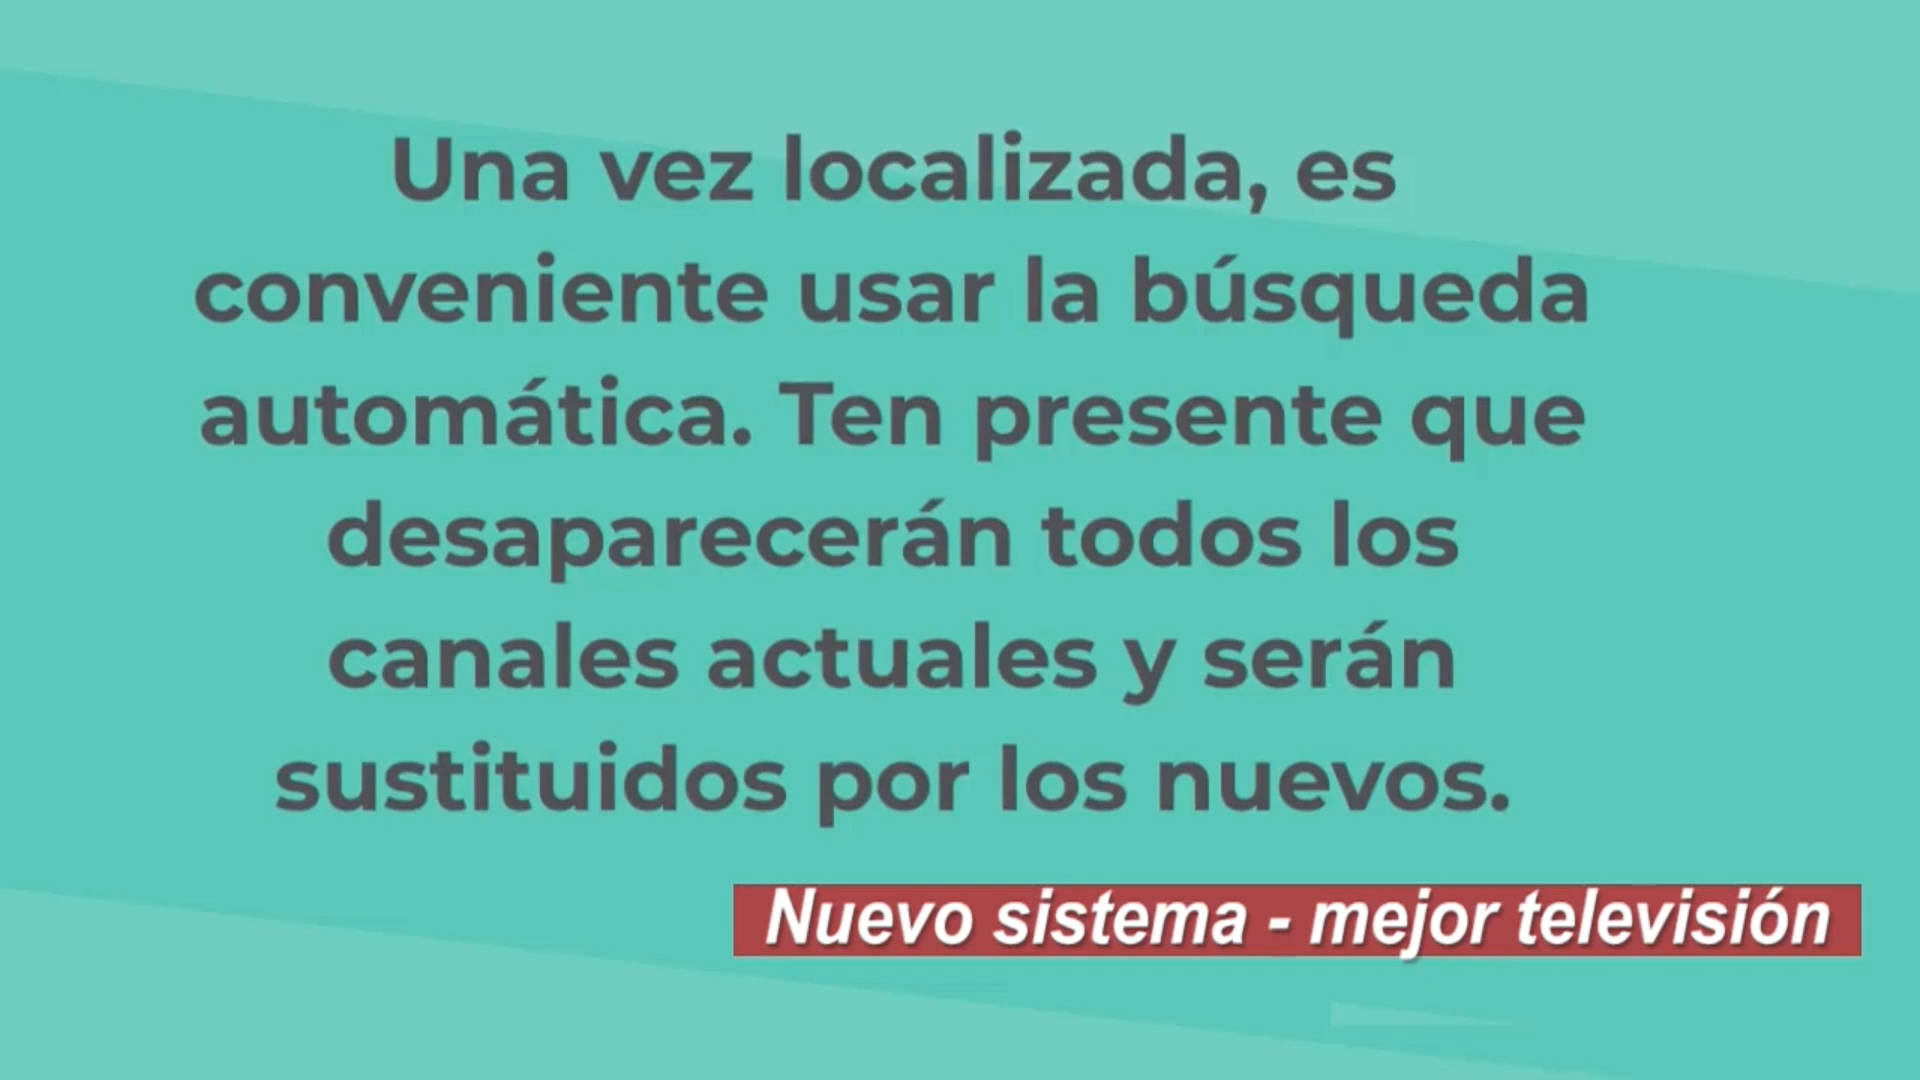 Una vez localizada, es
conveniente usar la búsqueda
automática. Ten presente que
desaparecerán todos los
canales actuales y serán
sustituidos por los nuevos.
Nuevo sistema - mejor televisión